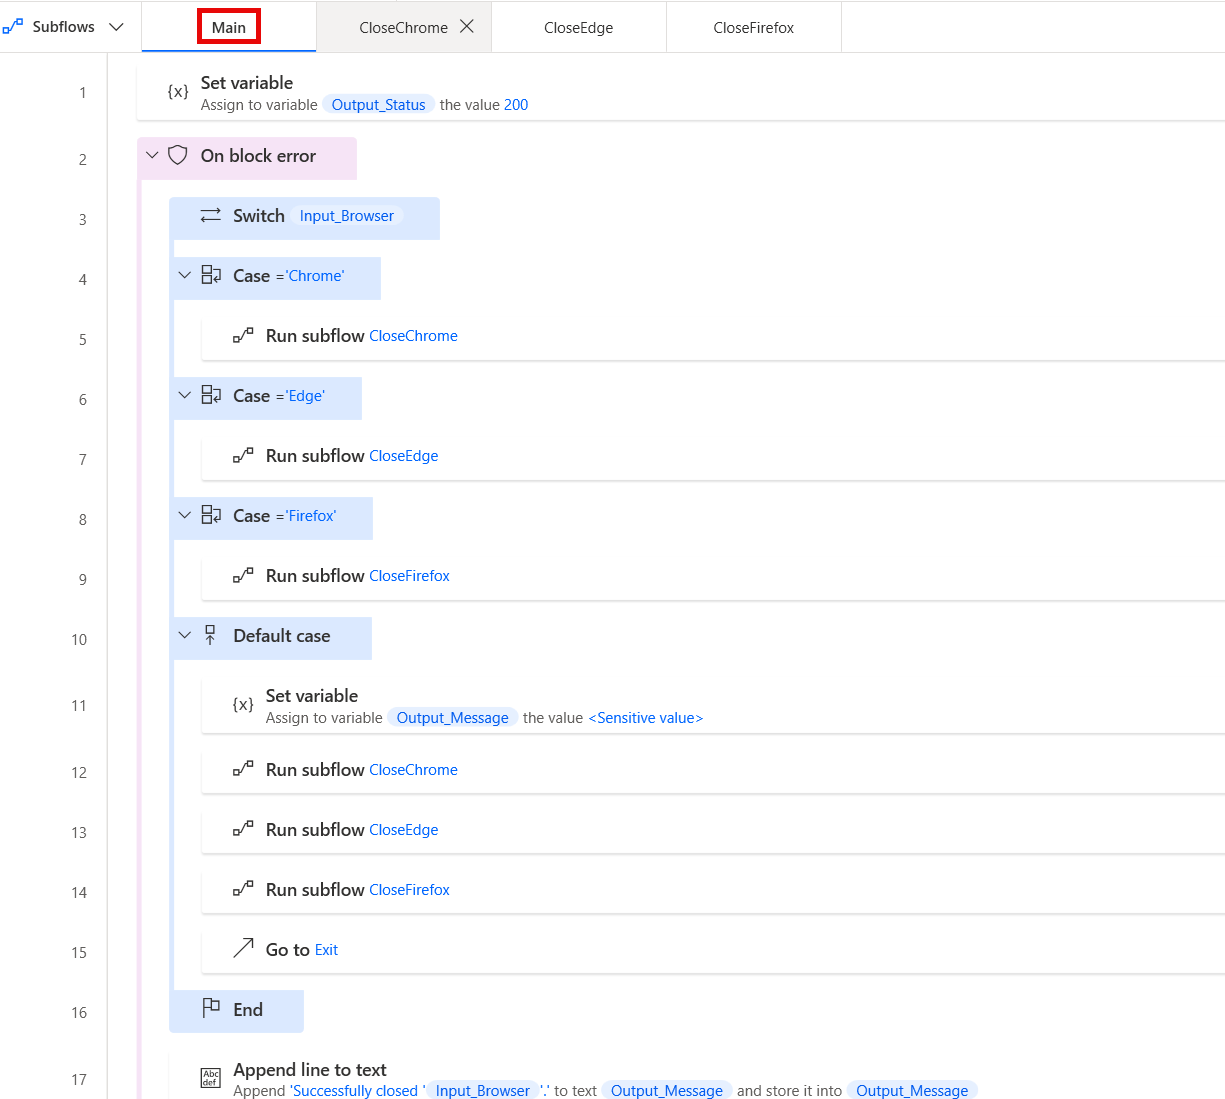 Subflows Main CloseChrome CloseEdge CloseFirefox
1 {x} Set variable
Assign to variable Output_Status the value 200
2 On block error
3 Switch Input_Browser
4 Case ='Chrome'
5 Run subflow CloseChrome
6 Case ='Edge'
7 Run subflow CloseEdge
8 Case ='Firefox'
9 Run subflow CloseFirefox
10 Default case
11 {x} Set variable
Assign to variable Output_Message the value <Sensitive value>
12 Run subflow CloseChrome
13 Run subflow CloseEdge
14 Run subflow CloseFirefox
15 Go to Exit
16 End
17 Abc def Append line to text
Append 'Successfully closed ' Input_Browser '.' to text Output_Message and store it into Output_Message